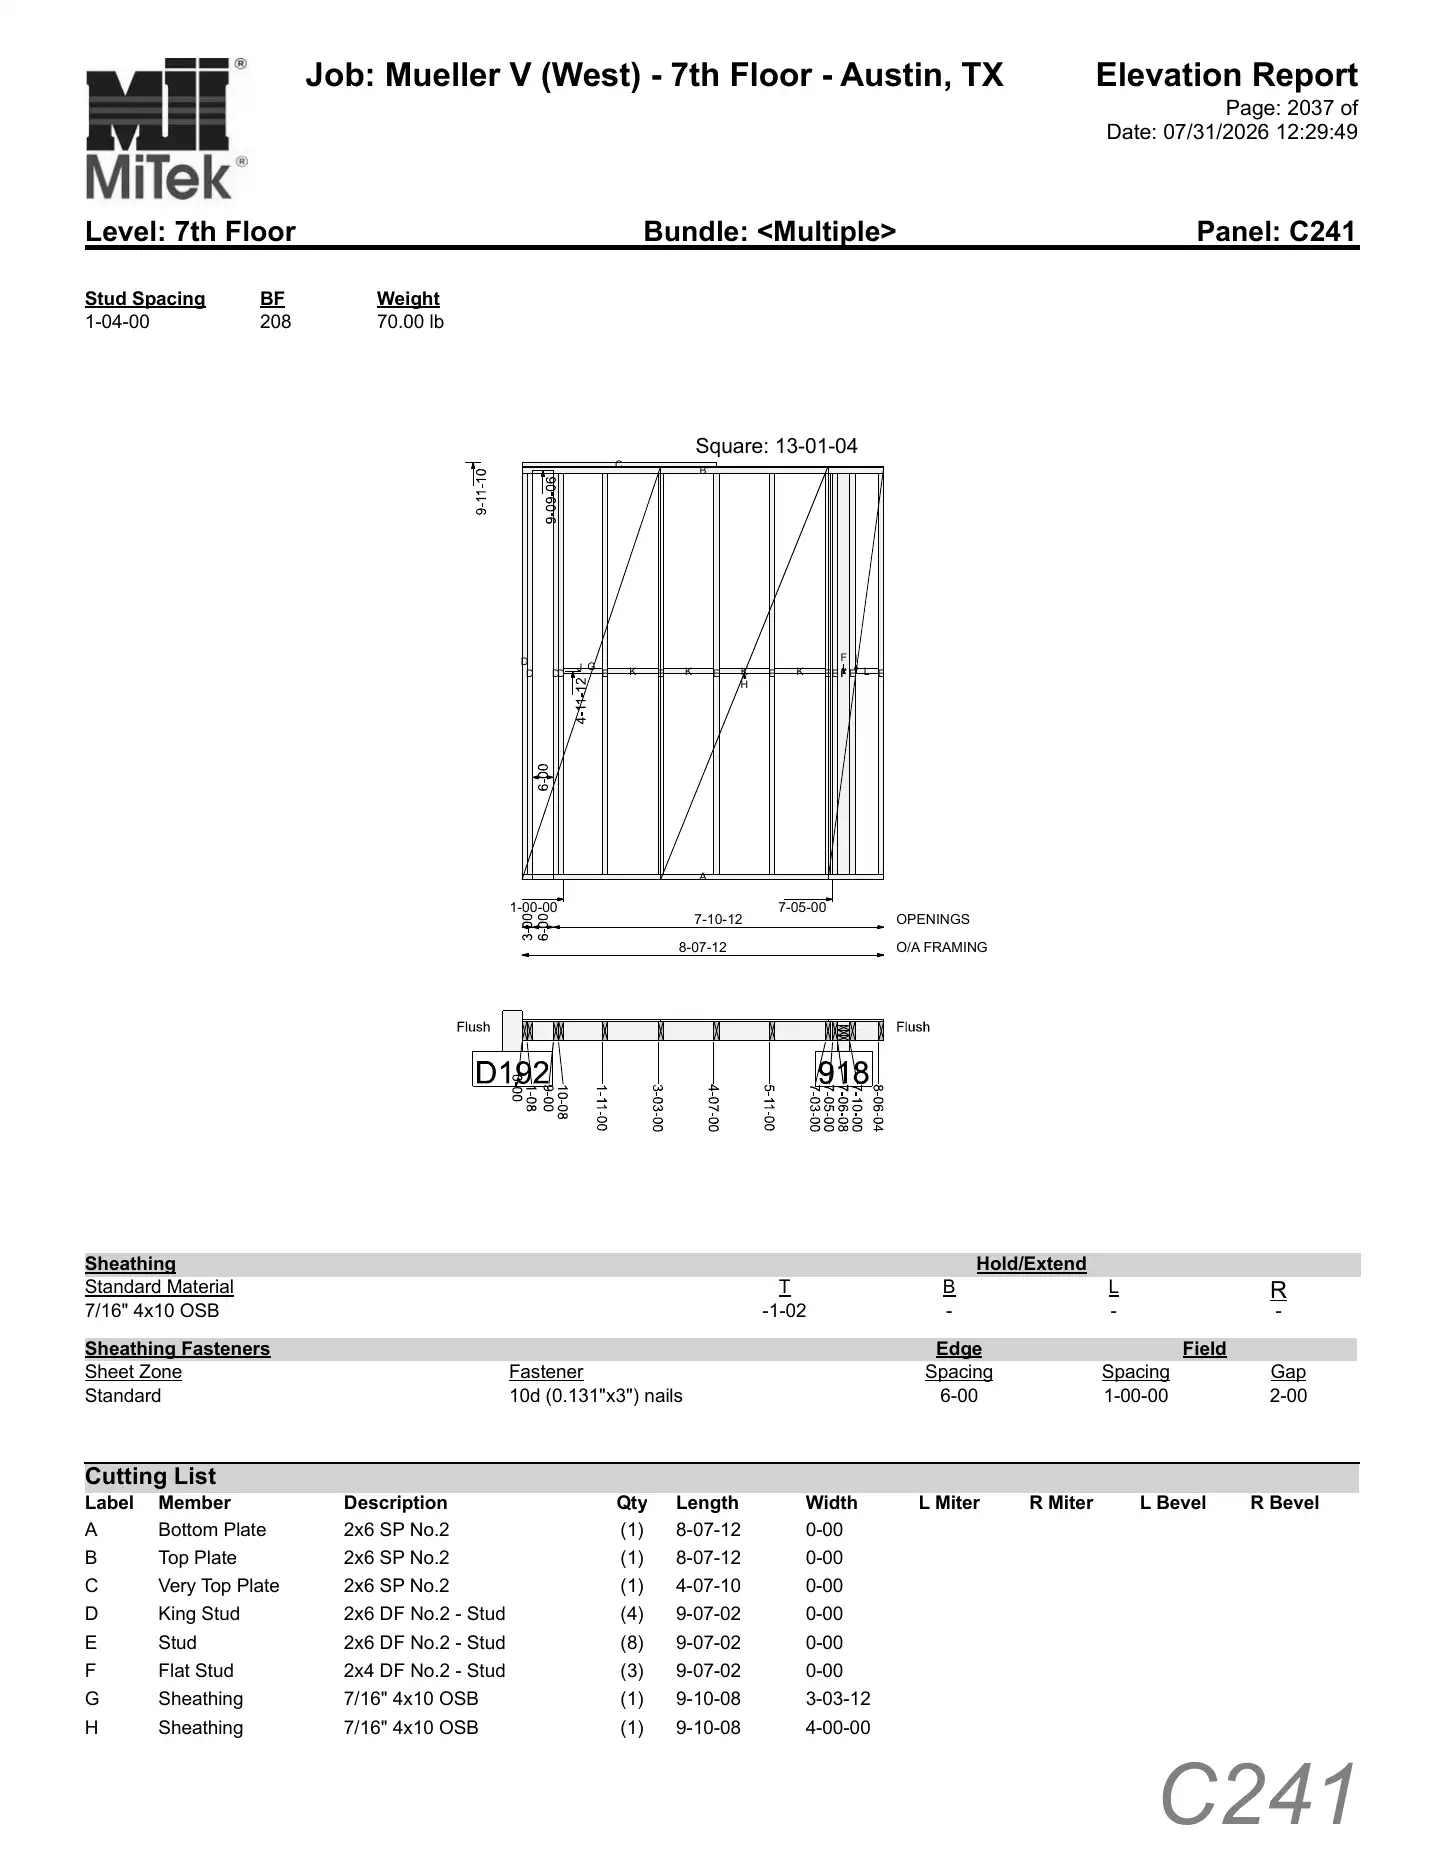 Job: Mueller V (West) - 7th Floor - Austin, TX
Elevation Report
Page: 2037 of
Date: 07/31/2026 12:29:49
MiTek®
Level: 7th Floor Bundle: <Multiple> Panel: C241
Stud Spacing BF Weight
1-04-00 208 70.00 lb
Square: 13-01-04
C
B
9-11-10
9-09-06
D
F
J G K K K K L
D D D E E E E E E F E E
H
4-11-12
6-00
A
1-00-00 7-05-00
3-00 6-00 7-10-12 OPENINGS
8-07-12 O/A FRAMING
Flush Flush
D192 918
0-00 1-08 9-00 10-08 1-11-00 3-03-00 4-07-00 5-11-00 7-03-00 7-05-00 7-06-08 7-10-00 8-06-04
Sheathing Hold/Extend
Standard Material T B L R
7/16" 4x10 OSB -1-02 - - -
Sheathing Fasteners Edge Field
Sheet Zone Fastener Spacing Spacing Gap
Standard 10d (0.131"x3") nails 6-00 1-00-00 2-00
Cutting List
Label Member Description Qty Length Width L Miter R Miter L Bevel R Bevel
A Bottom Plate 2x6 SP No.2 (1) 8-07-12 0-00
B Top Plate 2x6 SP No.2 (1) 8-07-12 0-00
C Very Top Plate 2x6 SP No.2 (1) 4-07-10 0-00
D King Stud 2x6 DF No.2 - Stud (4) 9-07-02 0-00
E Stud 2x6 DF No.2 - Stud (8) 9-07-02 0-00
F Flat Stud 2x4 DF No.2 - Stud (3) 9-07-02 0-00
G Sheathing 7/16" 4x10 OSB (1) 9-10-08 3-03-12
H Sheathing 7/16" 4x10 OSB (1) 9-10-08 4-00-00
C241